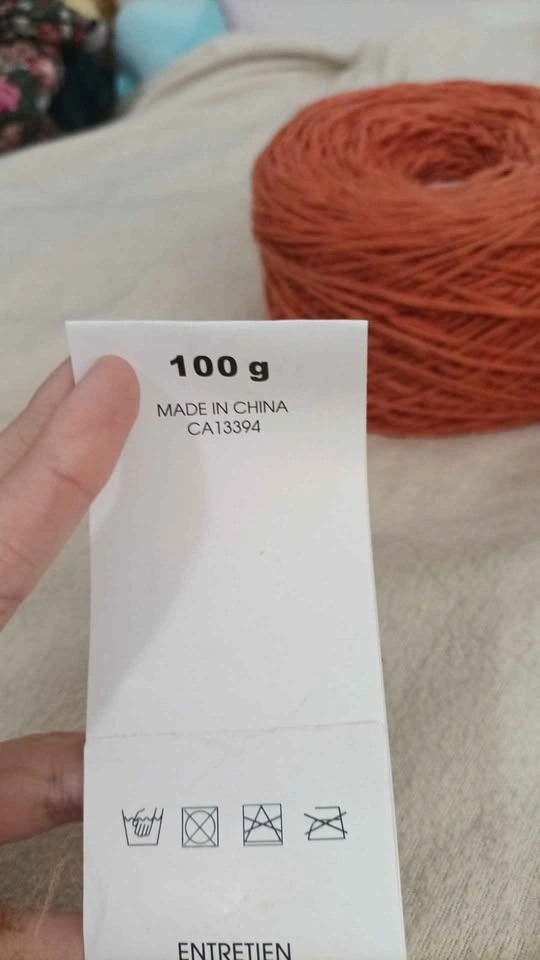 100 g
MADE IN CHINA
CA13394
ENTRETIEN